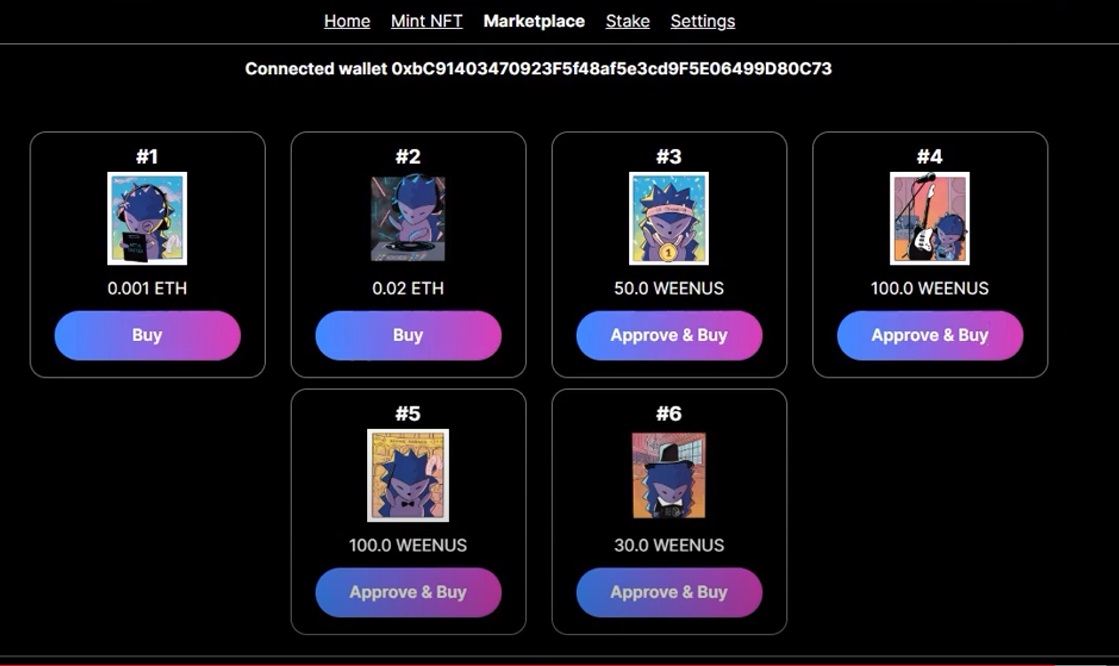 Home Mint NFT Marketplace Stake Settings
Connected wallet 0xbC91403470923F5f48af5e3cd9F5E06499D80C73
#1 #2 #3 #4
1
0.001 ETH 0.02 ETH 50.0 WEENUS 100.0 WEENUS
Buy Buy Approve & Buy Approve & Buy
#5 #6
100.0 WEENUS 30.0 WEENUS
Approve & Buy Approve & Buy